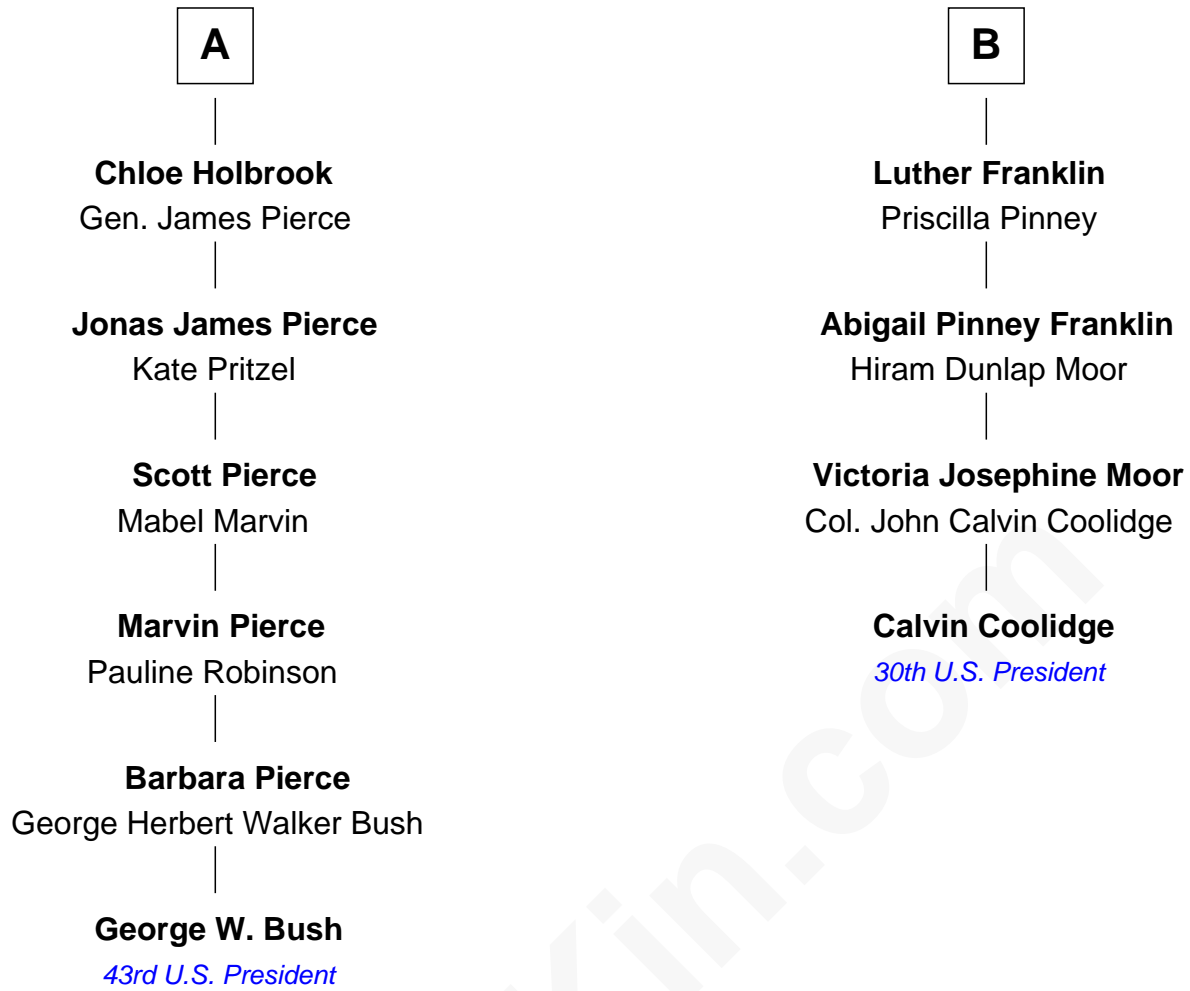 A
Chloe Holbrook
Gen. James Pierce
Jonas James Pierce
Kate Pritzel
Scott Pierce
Mabel Marvin
Marvin Pierce
Pauline Robinson
Barbara Pierce
George Herbert Walker Bush
George W. Bush
43rd U.S. President
B
Luther Franklin
Priscilla Pinney
Abigail Pinney Franklin
Hiram Dunlap Moor
Victoria Josephine Moor
Col. John Calvin Coolidge
Calvin Coolidge
30th U.S. President
kin.com